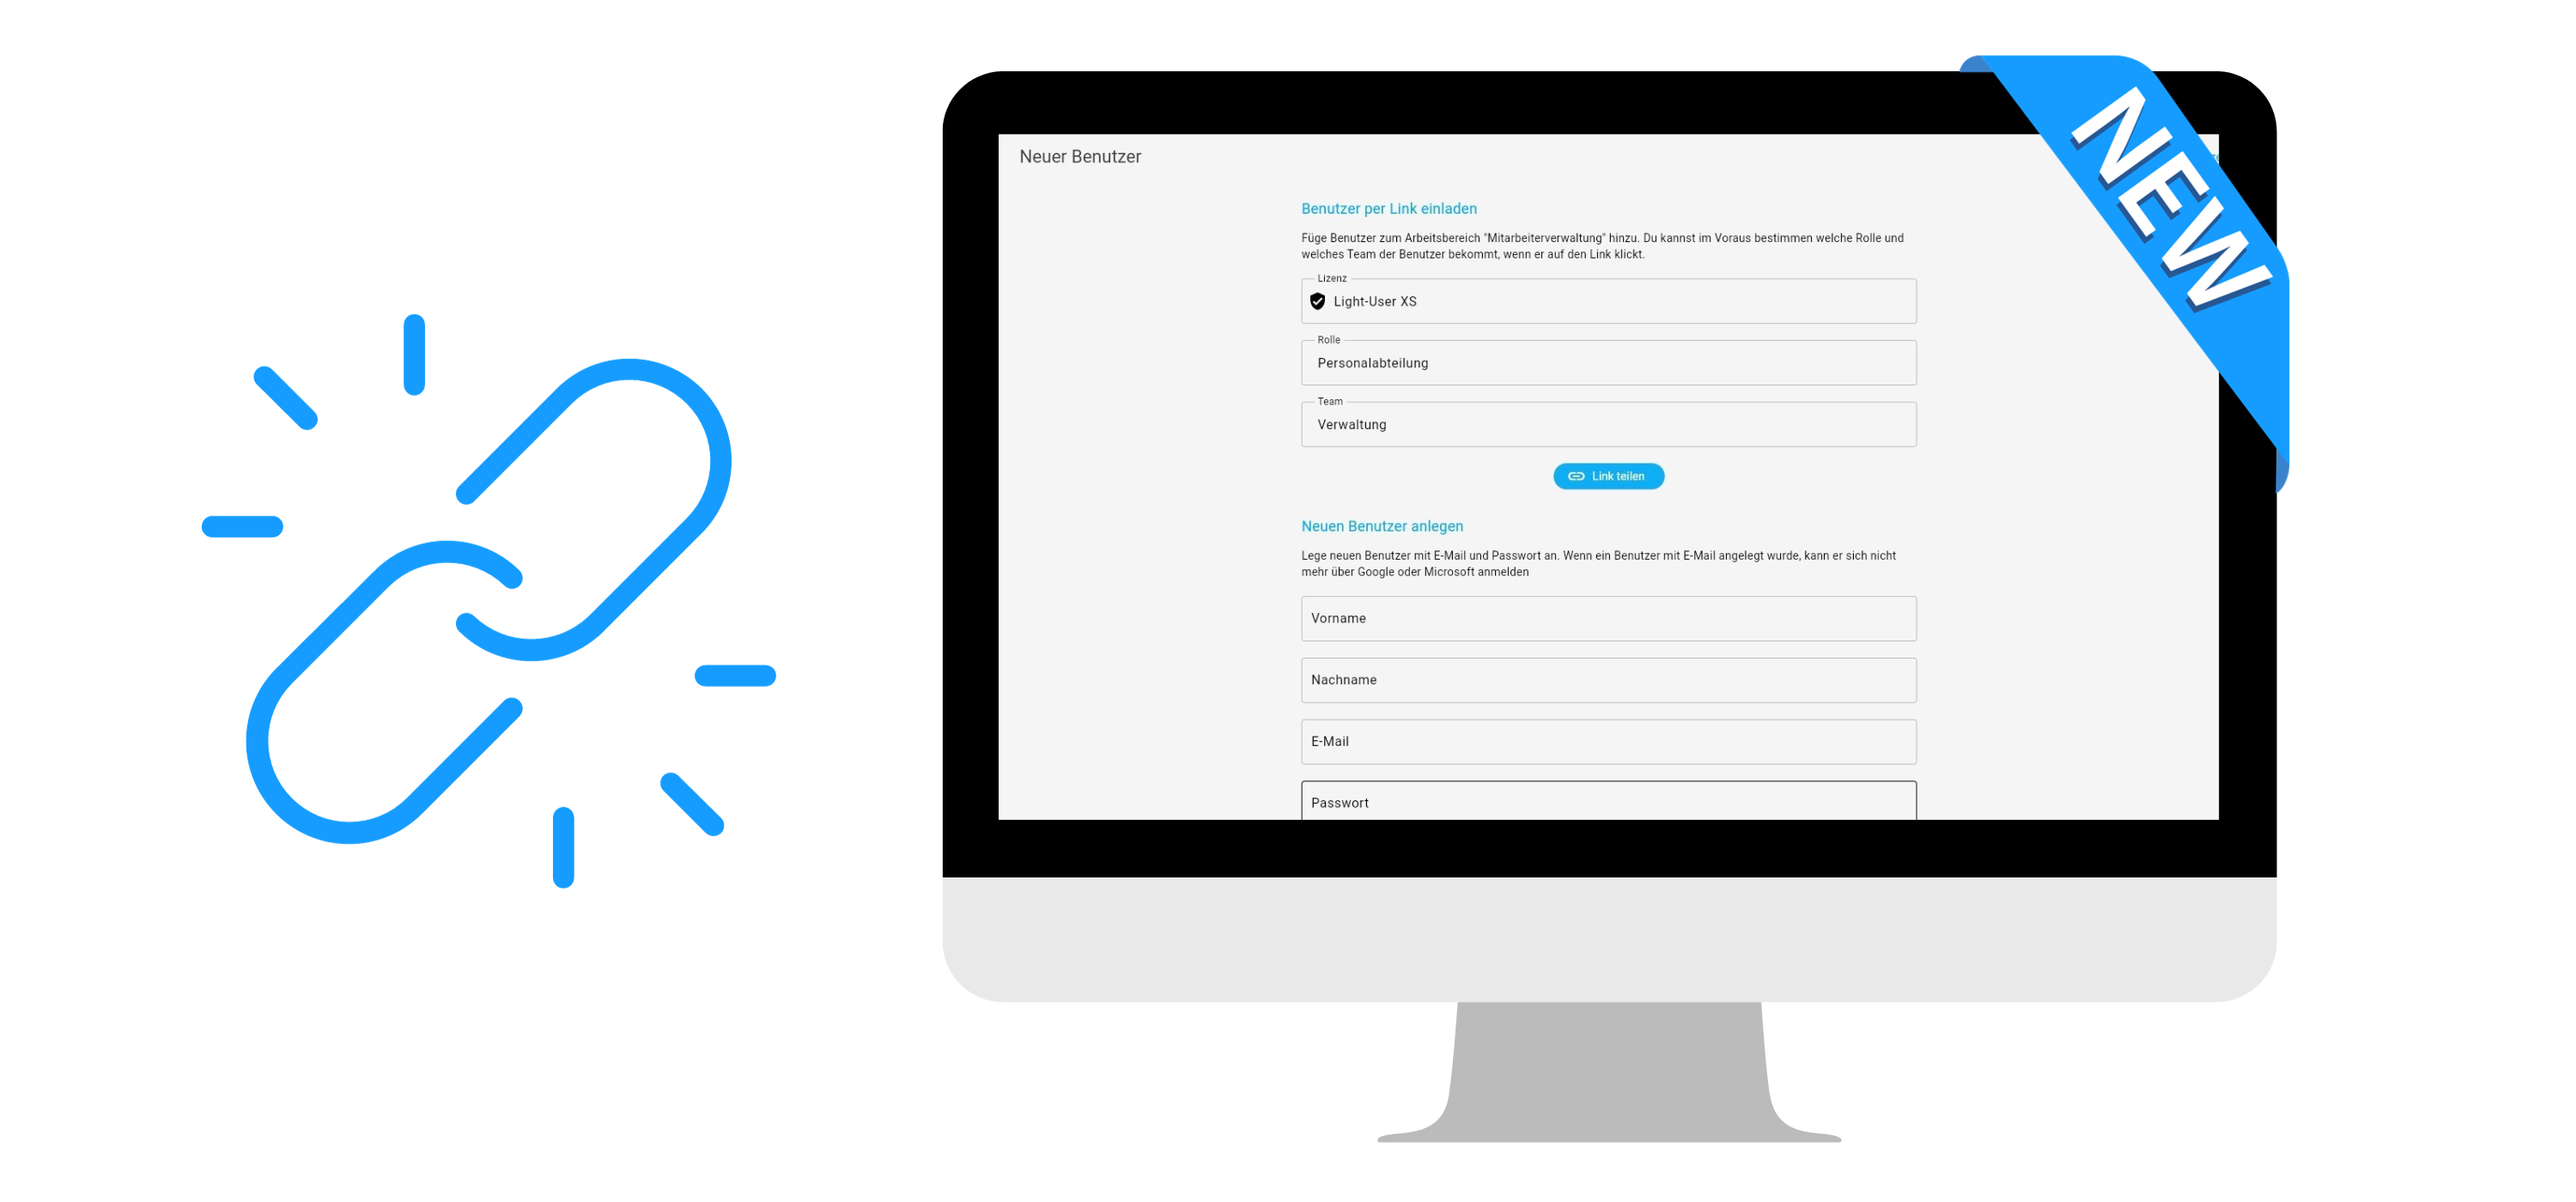 NEW
Neuer Benutzer
Benutzer per Link einladen
Füge Benutzer zum Arbeitsbereich "Mitarbeiterverwaltung" hinzu. Du kannst im Voraus bestimmen welche Rolle und
welches Team der Benutzer bekommt, wenn er auf den Link klickt.
Lizenz
Light-User XS
Rolle
Personalabteilung
Team
Verwaltung
Link teilen
Neuen Benutzer anlegen
Lege neuen Benutzer mit E-Mail und Passwort an. Wenn ein Benutzer mit E-Mail angelegt wurde, kann er sich nicht
mehr über Google oder Microsoft anmelden
Vorname
Nachname
E-Mail
Passwort